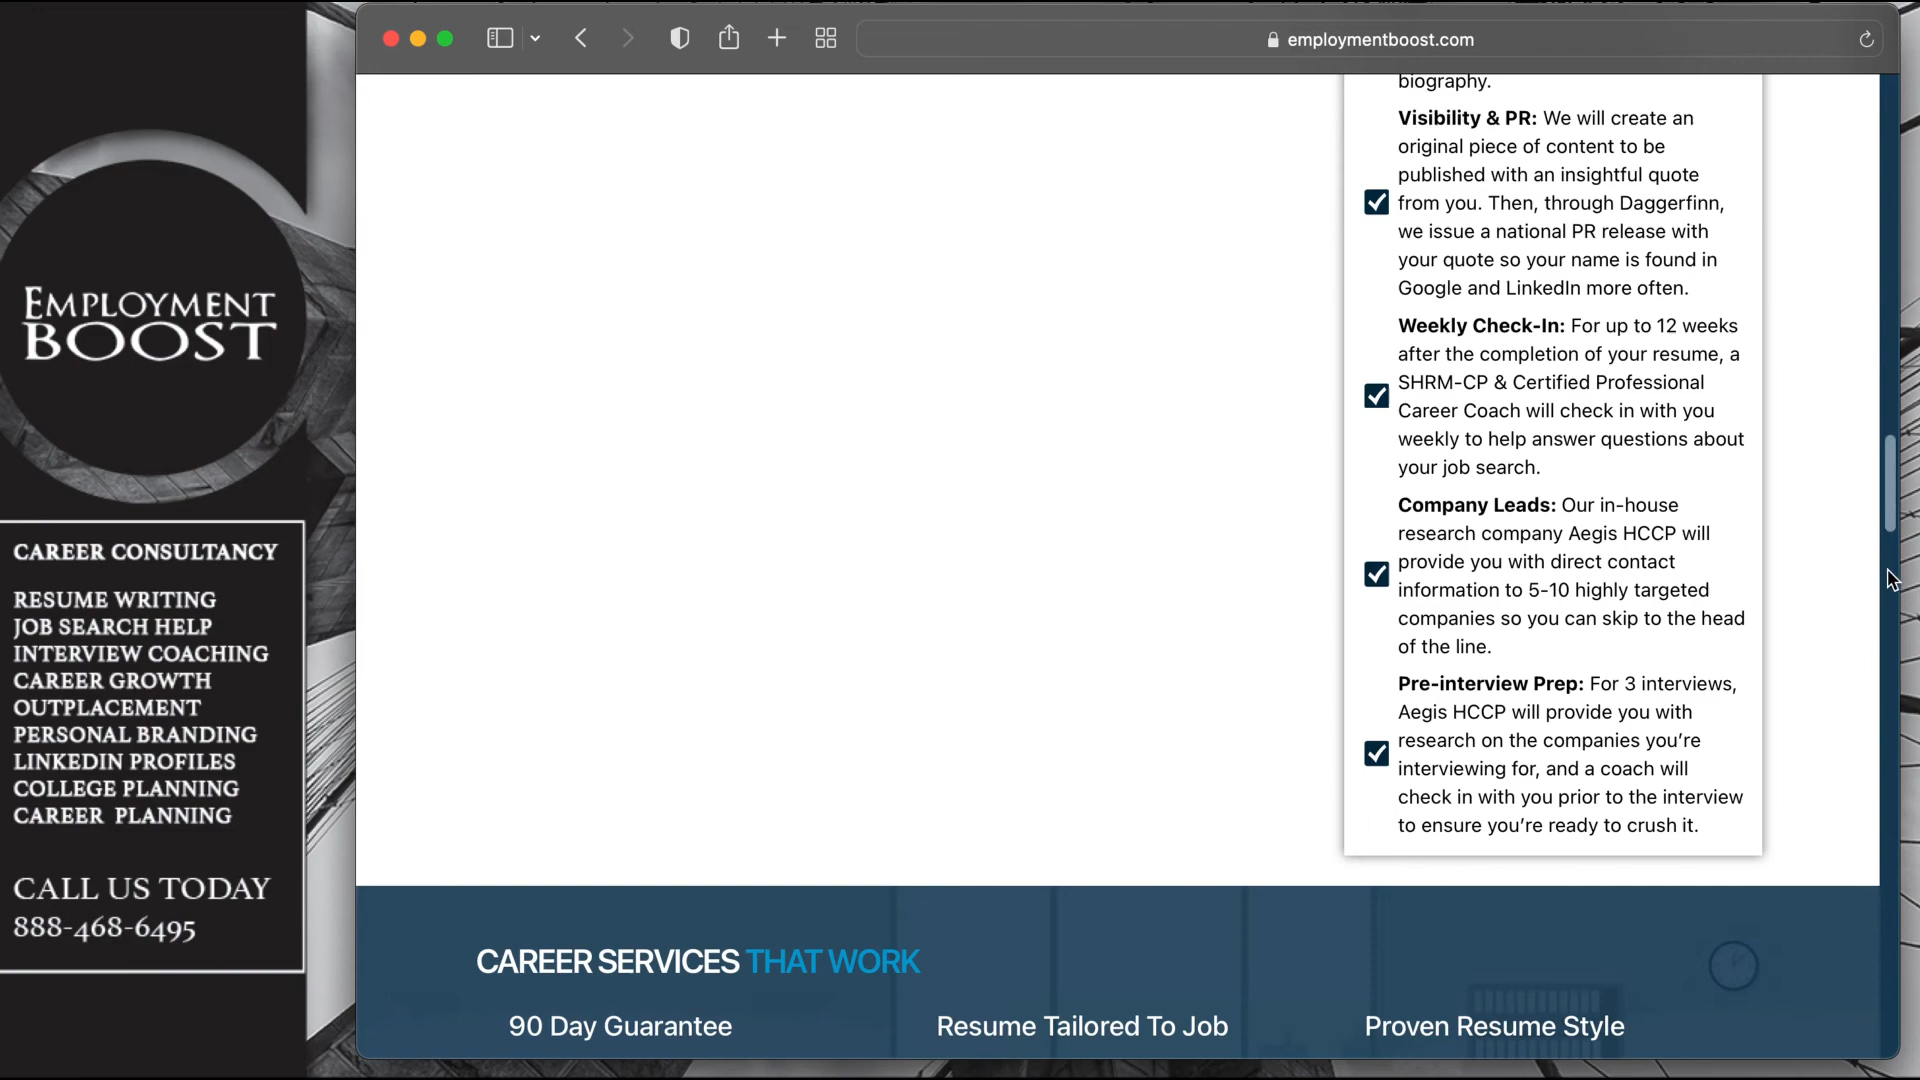 EMPLOYMENT
BOOST
CAREER CONSULTANCY
RESUME WRITING
JOB SEARCH HELP
INTERVIEW COACHING
CAREER GROWTH
OUTPLACEMENT
PERSONAL BRANDING
LINKEDIN PROFILES
COLLEGE PLANNING
CAREER PLANNING
CALL US TODAY
888-468-6495
employmentboost.com
biography.
Visibility & PR: We will create an
original piece of content to be
published with an insightful quote
from you. Then, through Daggerfinn,
we issue a national PR release with
your quote so your name is found in
Google and LinkedIn more often.
Weekly Check-In: For up to 12 weeks
after the completion of your resume, a
SHRM-CP & Certified Professional
Career Coach will check in with you
weekly to help answer questions about
your job search.
Company Leads: Our in-house
research company Aegis HCCP will
provide you with direct contact
information to 5-10 highly targeted
companies so you can skip to the head
of the line.
Pre-interview Prep: For 3 interviews,
Aegis HCCP will provide you with
research on the companies you’re
interviewing for, and a coach will
check in with you prior to the interview
to ensure you’re ready to crush it.
CAREER SERVICES THAT WORK
90 Day Guarantee
Resume Tailored To Job
Proven Resume Style